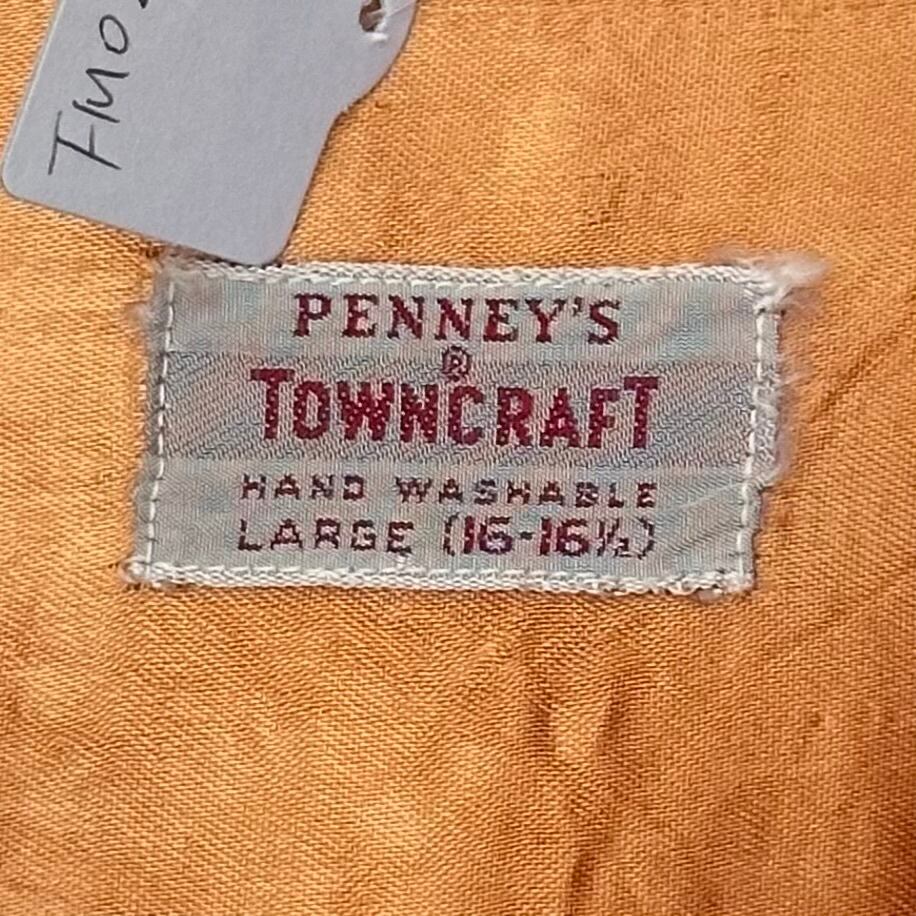 PENNEY'S
®
TOWNCRAFT
HAND WASHABLE
LARGE (16-16½)